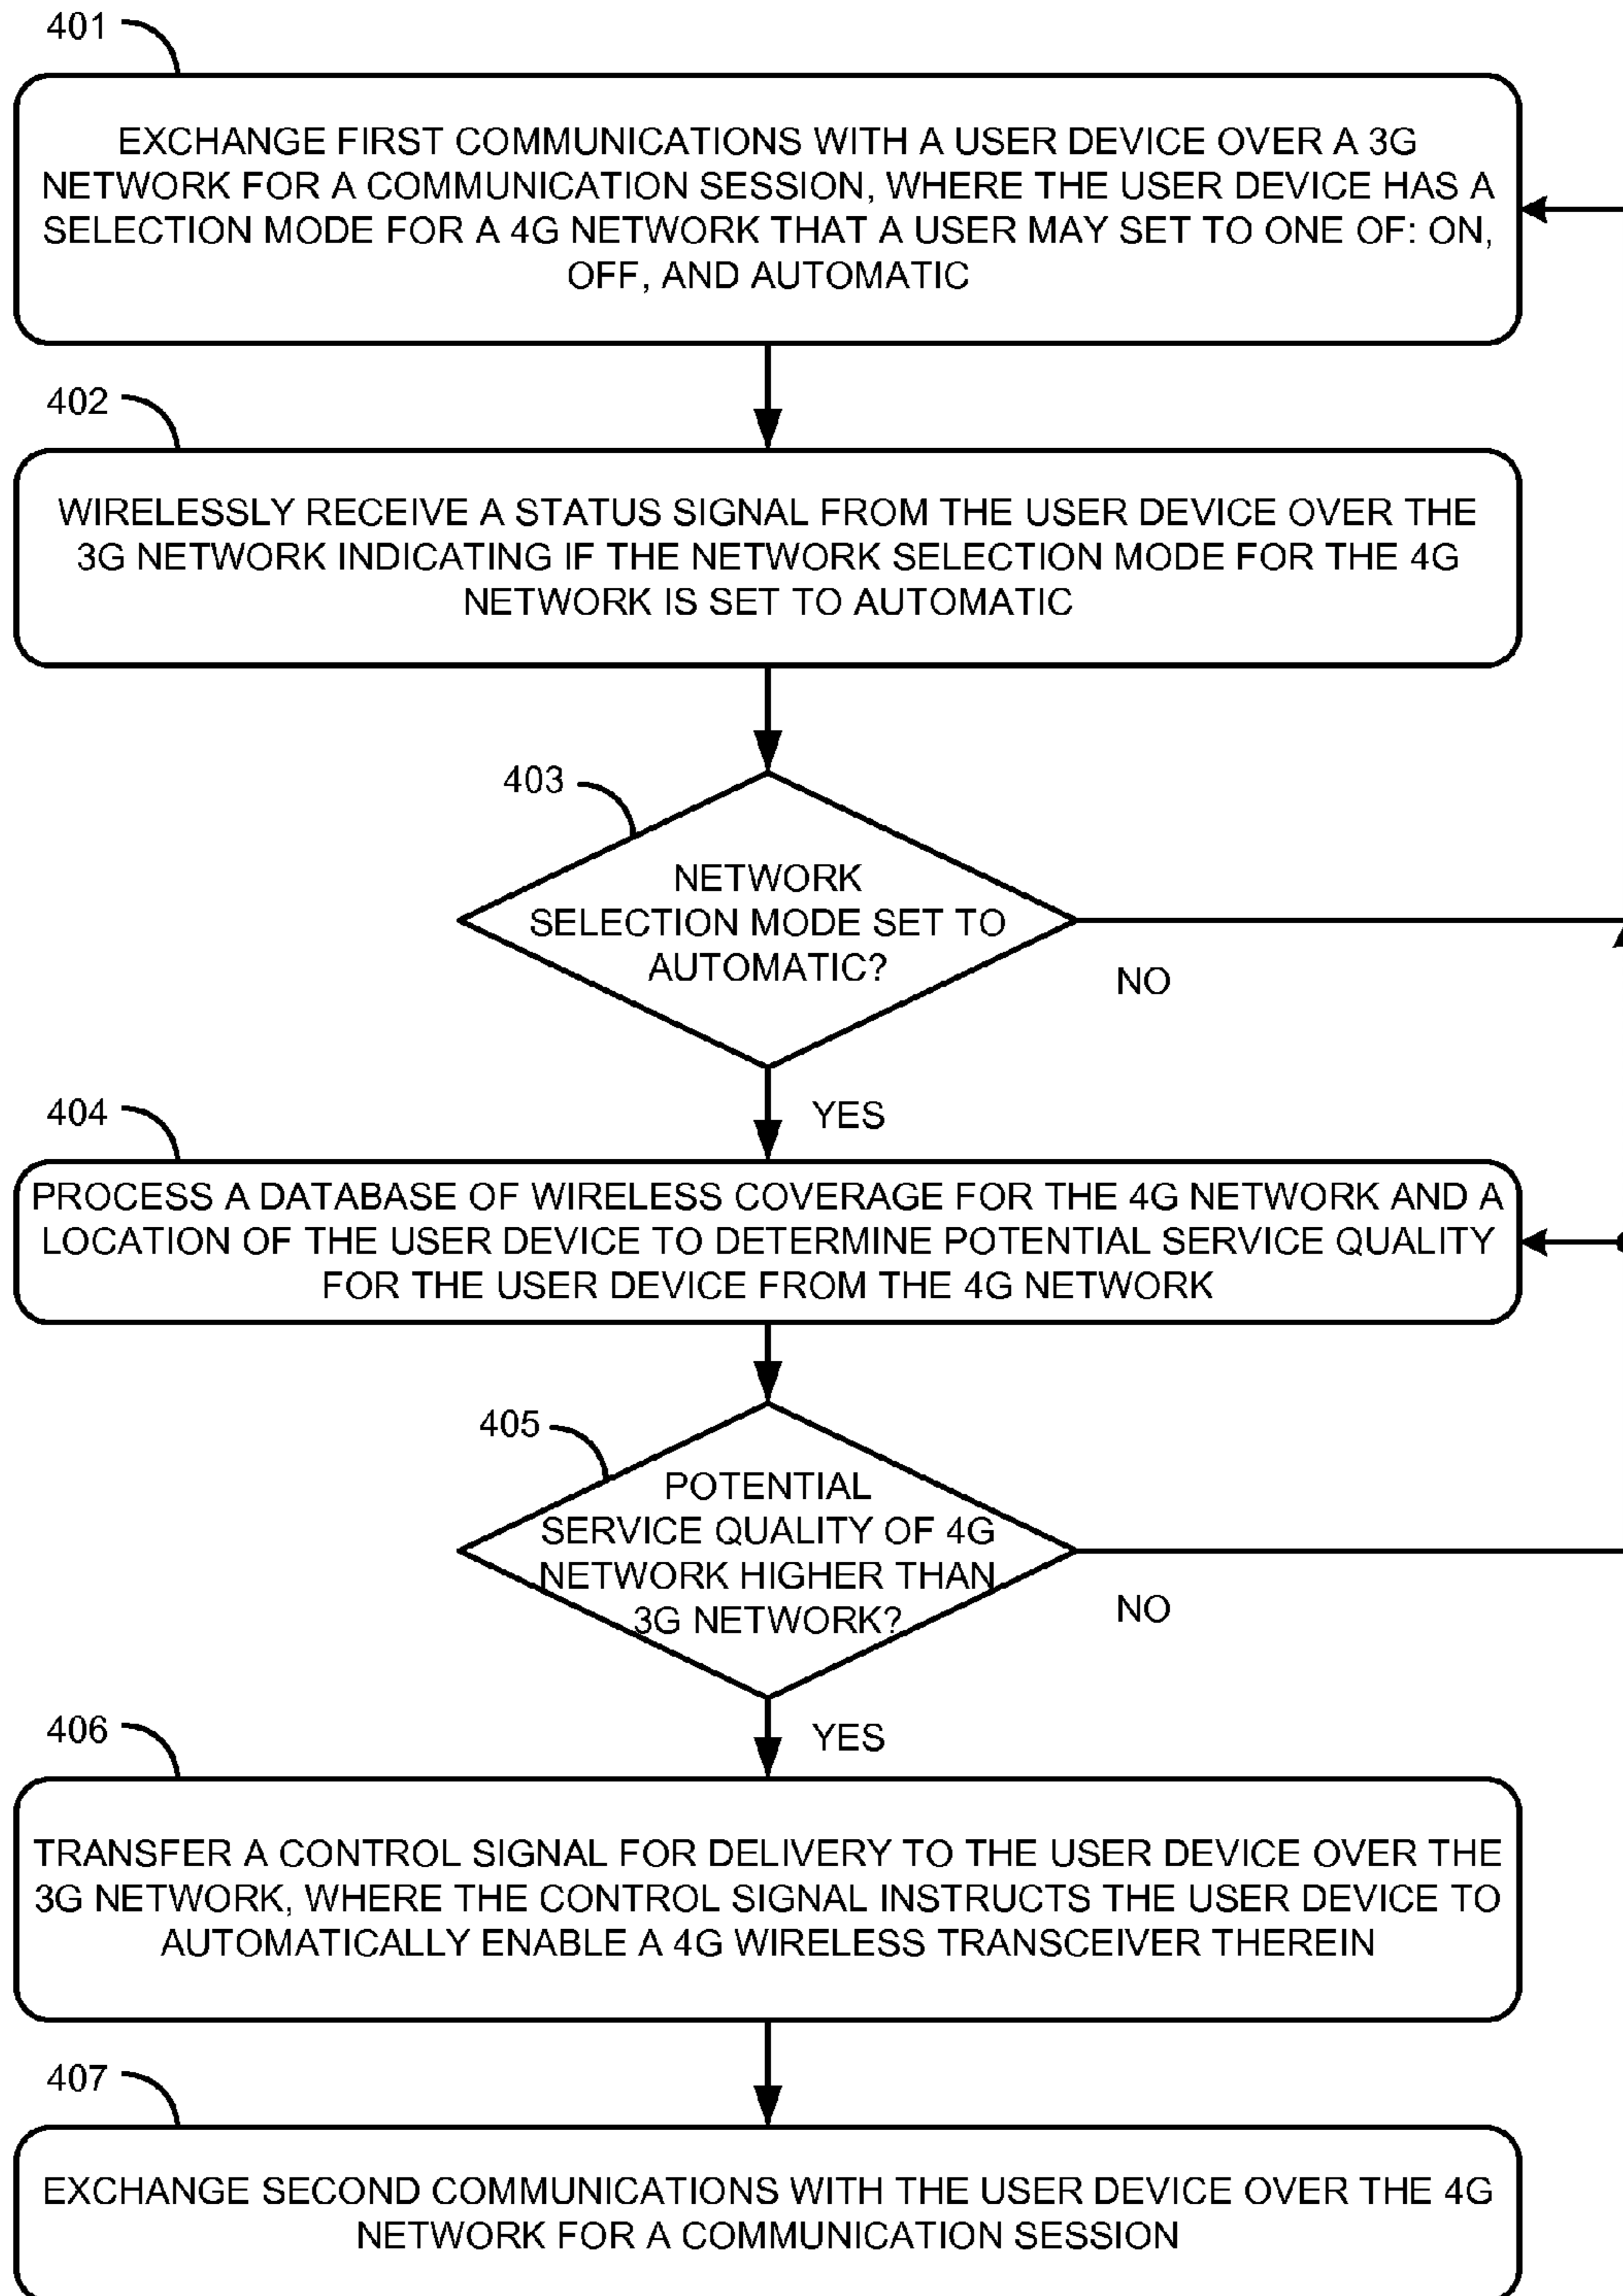 401
EXCHANGE FIRST COMMUNICATIONS WITH A USER DEVICE OVER A 3G
NETWORK FOR A COMMUNICATION SESSION, WHERE THE USER DEVICE HAS A
SELECTION MODE FOR A 4G NETWORK THAT A USER MAY SET TO ONE OF: ON,
OFF, AND AUTOMATIC
402
WIRELESSLY RECEIVE A STATUS SIGNAL FROM THE USER DEVICE OVER THE
3G NETWORK INDICATING IF THE NETWORK SELECTION MODE FOR THE 4G
NETWORK IS SET TO AUTOMATIC
403
NETWORK
SELECTION MODE SET TO
AUTOMATIC?
NO
YES
404
PROCESS A DATABASE OF WIRELESS COVERAGE FOR THE 4G NETWORK AND A
LOCATION OF THE USER DEVICE TO DETERMINE POTENTIAL SERVICE QUALITY
FOR THE USER DEVICE FROM THE 4G NETWORK
405
POTENTIAL
SERVICE QUALITY OF 4G
NETWORK HIGHER THAN
3G NETWORK?
NO
YES
406
TRANSFER A CONTROL SIGNAL FOR DELIVERY TO THE USER DEVICE OVER THE
3G NETWORK, WHERE THE CONTROL SIGNAL INSTRUCTS THE USER DEVICE TO
AUTOMATICALLY ENABLE A 4G WIRELESS TRANSCEIVER THEREIN
407
EXCHANGE SECOND COMMUNICATIONS WITH THE USER DEVICE OVER THE 4G
NETWORK FOR A COMMUNICATION SESSION